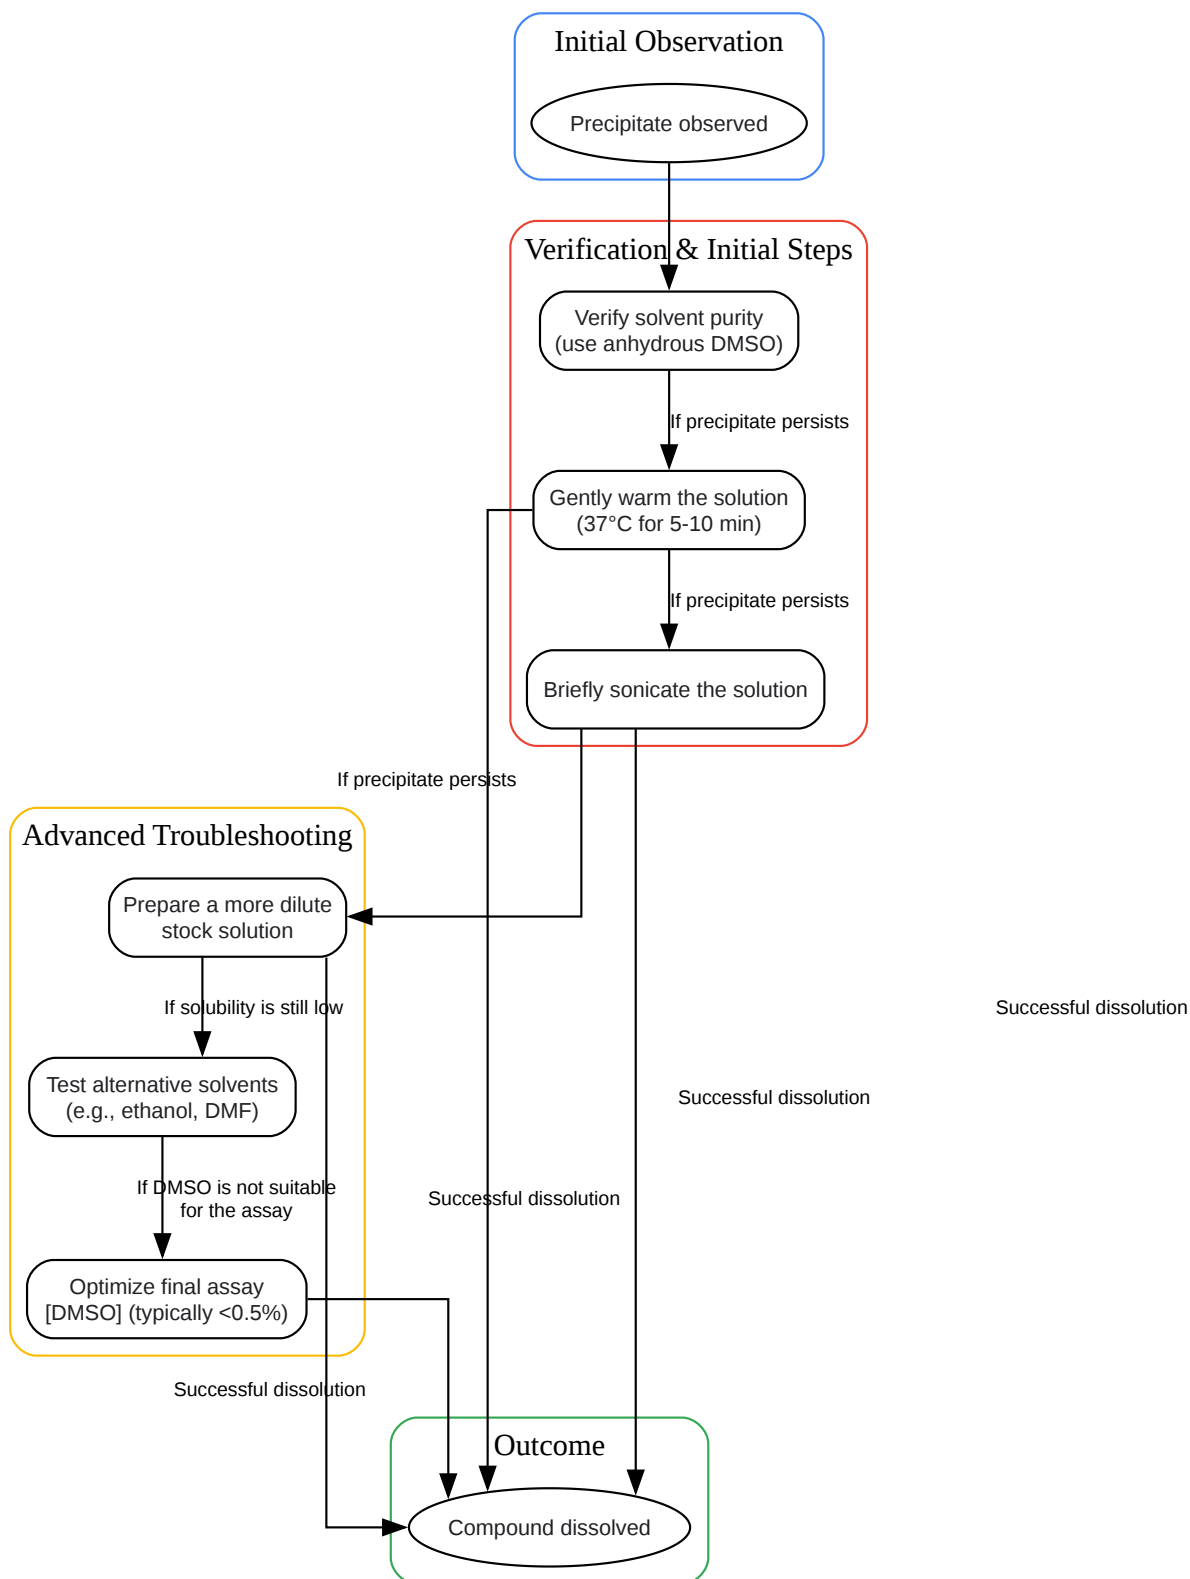 Initial Observation
Precipitate observed
Verification & Initial Steps
Verify solvent purity
(use anhydrous DMSO)
If precipitate persists
Gently warm the solution
(37°C for 5-10 min)
If precipitate persists
Briefly sonicate the solution
If precipitate persists
Advanced Troubleshooting
Prepare a more dilute
stock solution
If solubility is still low
Successful dissolution
Test alternative solvents
(e.g., ethanol, DMF)
Successful dissolution
If DMSO is not suitable
for the assay
Successful dissolution
Optimize final assay
[DMSO] (typically <0.5%)
Successful dissolution
Outcome
Compound dissolved